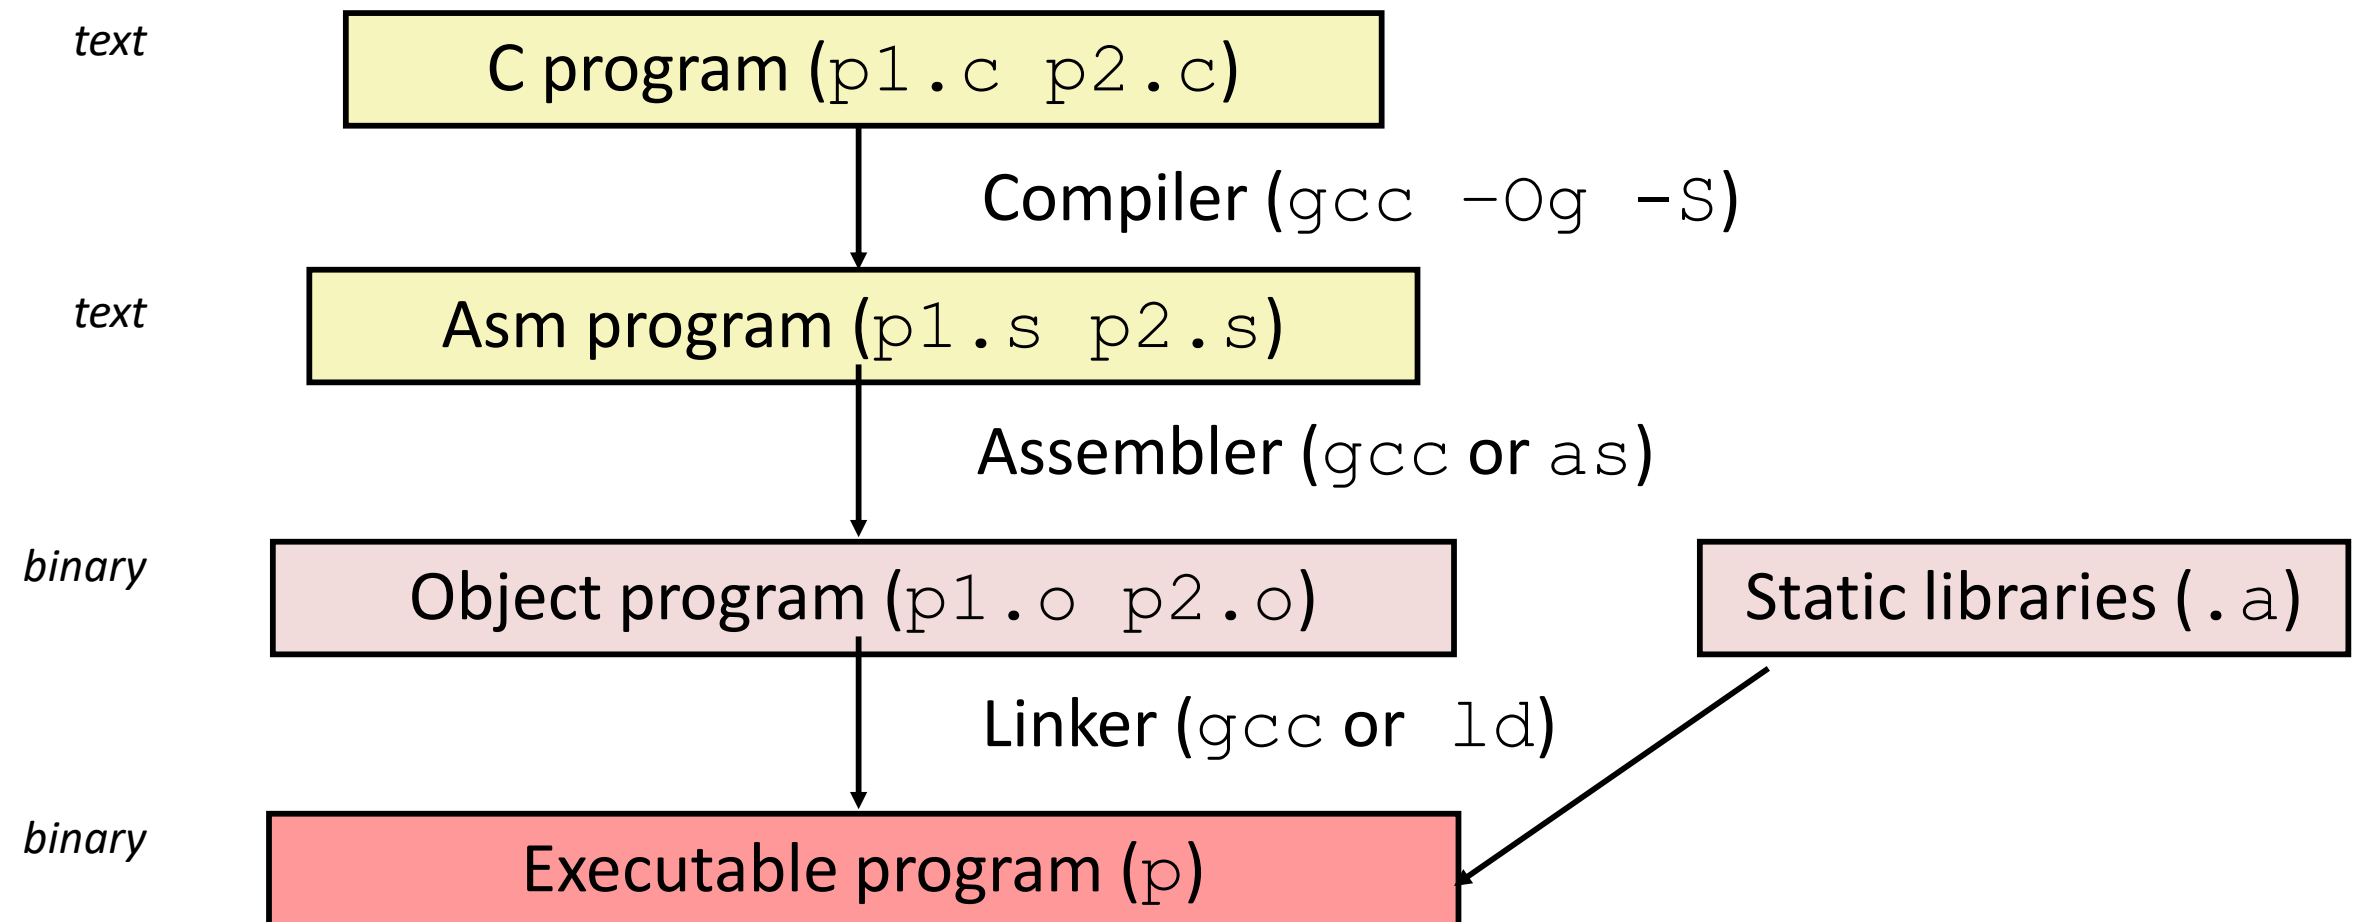 text
C program (p1.c p2.c)
Compiler (gcc –Og -S)
text
Asm program (p1.s p2.s)
Assembler (gcc or as)
binary
Object program (p1.o p2.o)
Static libraries (.a)
Linker (gcc or ld)
binary
Executable program (p)